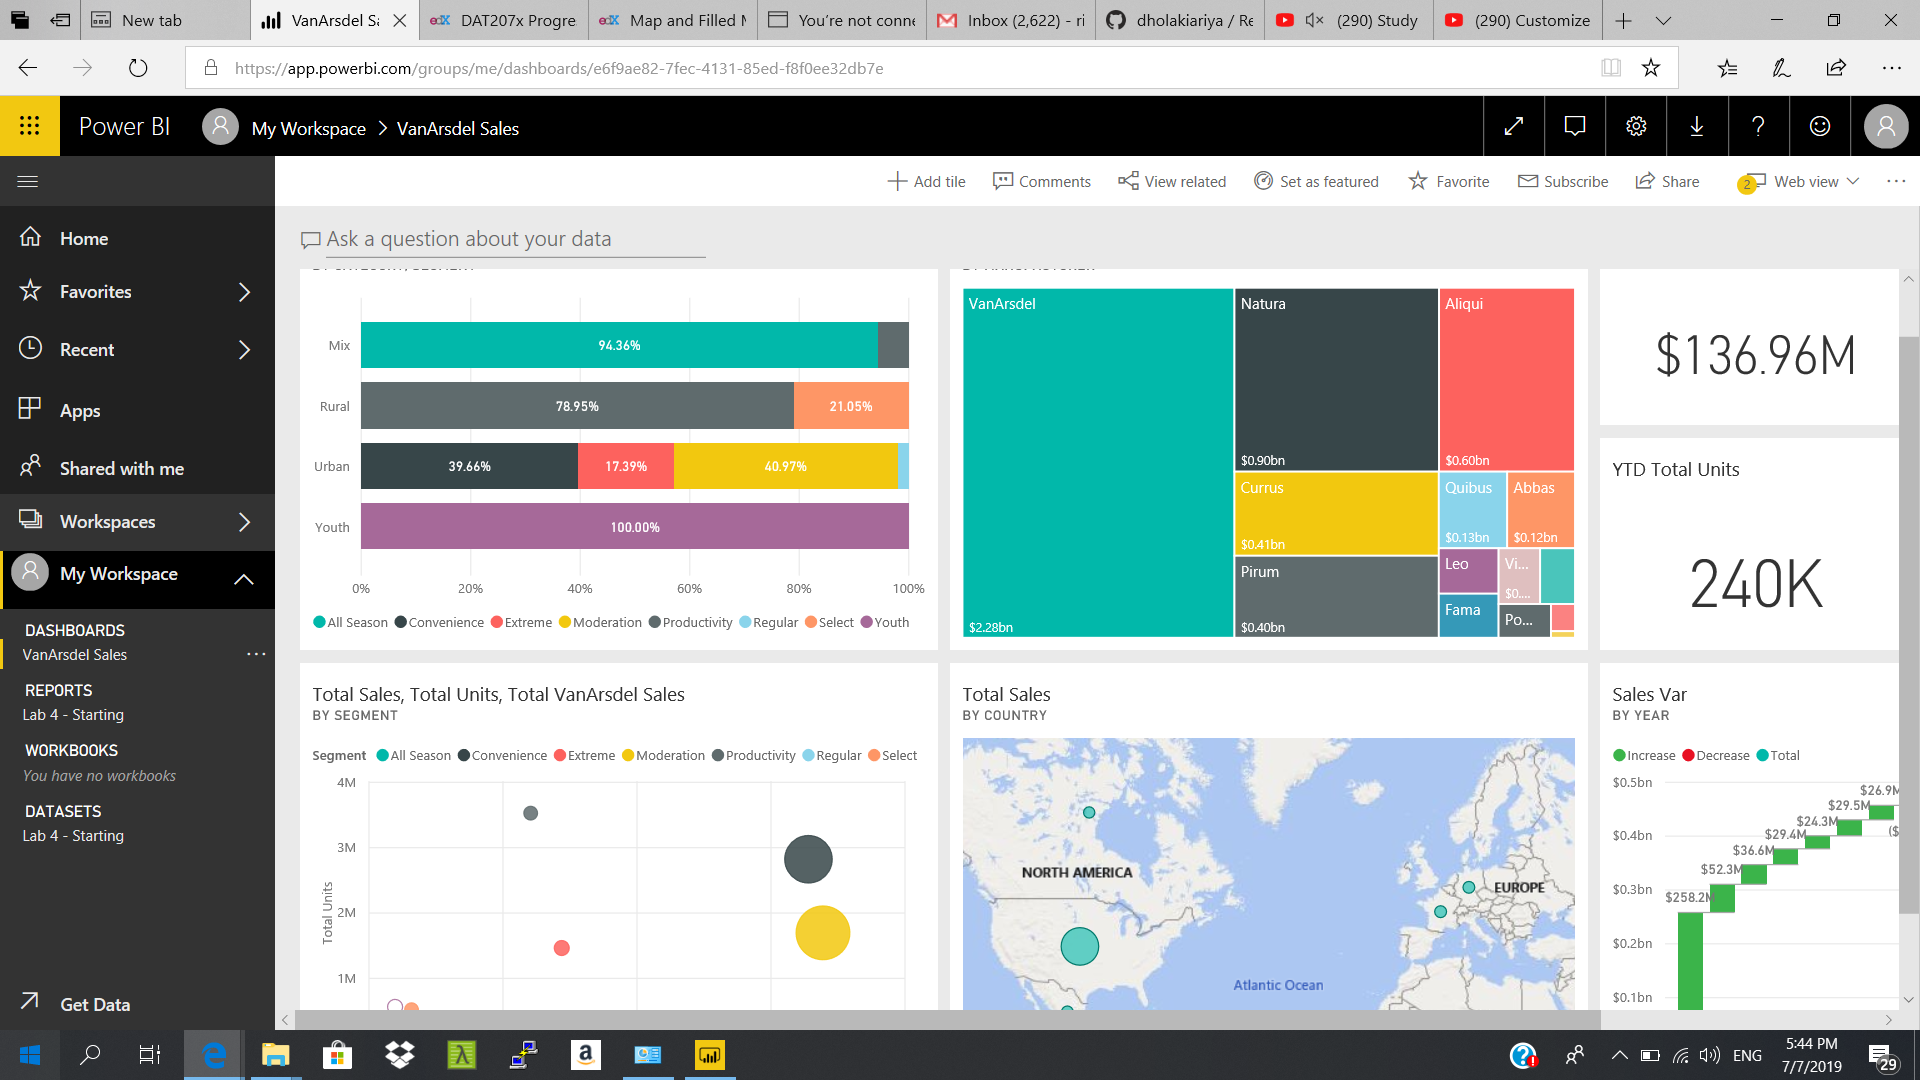 New tab
VanArsdel Sa
edX DAT207x Progre
edX Map and Filled M
You're not conne
Inbox (2,622) - ri
dholakiariya / Re
(290) Study
(290) Customize
https://app.powerbi.com/groups/me/dashboards/e6f9ae82-7fec-4131-85ed-f8f0ee32db7e
Power BI
My Workspace > VanArsdel Sales
Add tile
Comments
View related
Set as featured
Favorite
Subscribe
Share
2
Web view
Home
Favorites
Recent
Apps
Shared with me
Workspaces
My Workspace
DASHBOARDS
VanArsdel Sales
REPORTS
Lab 4 - Starting
WORKBOOKS
You have no workbooks
DATASETS
Lab 4 - Starting
Get Data
Ask a question about your data
BY CATEGORY, SEGMENT
Mix
94.36%
Rural
78.95%
21.05%
Urban
39.66%
17.39%
40.97%
Youth
100.00%
0% 20% 40% 60% 80% 100%
All Season Convenience Extreme Moderation Productivity Regular Select Youth
BY MANUFACTURER
VanArsdel
$2.28bn
Natura
$0.90bn
Aliqui
$0.60bn
Currus
$0.41bn
Quibus
$0.13bn
Abbas
$0.12bn
Pirum
$0.40bn
Leo
Vi...
$0....
Fama
Po...
$136.96M
YTD Total Units
240K
Total Sales, Total Units, Total VanArsdel Sales
BY SEGMENT
Segment All Season Convenience Extreme Moderation Productivity Regular Select
4M
3M
2M
1M
Total Units
Total Sales
BY COUNTRY
NORTH AMERICA
EUROPE
Atlantic Ocean
Sales Var
BY YEAR
Increase Decrease Total
$0.5bn
$0.4bn
$0.3bn
$0.2bn
$0.1bn
$258.2M
$52.3M
$36.6M
$29.4M
$24.3M
$29.5M
$26.9M
($
ENG
5:44 PM
7/7/2019
29